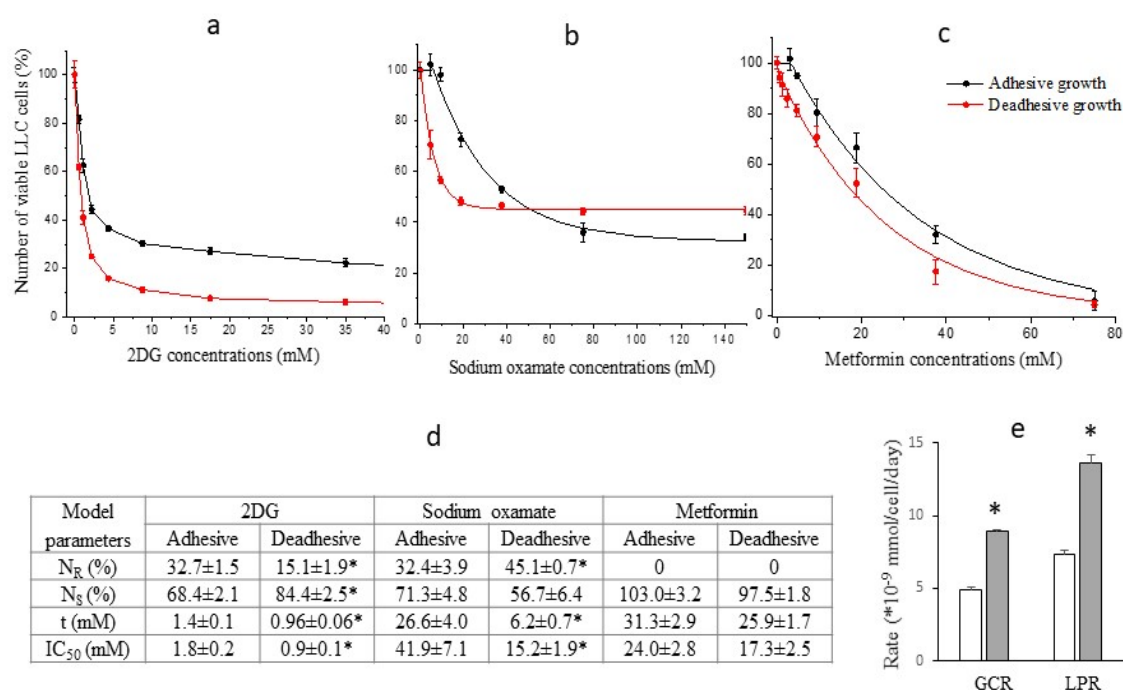 a
b
c
Number of viable LLC cells (%)
100
80
60
40
20
0
0 5 10 15 20 25 30 35 40
2DG concentrations (mM)
100
80
60
40
20
0
0 20 40 60 80 100 120 140
Sodium oxamate concentrations (mM)
100
80
60
40
20
0
0 20 40 60 80
Metformin concentrations (mM)
Adhesive growth
Deadhesive growth
d
Model parameters 2DG Sodium oxamate Metformin
Adhesive Deadhesive Adhesive Deadhesive Adhesive Deadhesive
NR (%) 32.7±1.5 15.1±1.9* 32.4±3.9 45.1±0.7* 0 0
NS (%) 68.4±2.1 84.4±2.5* 71.3±4.8 56.7±6.4 103.0±3.2 97.5±1.8
t (mM) 1.4±0.1 0.96±0.06* 26.6±4.0 6.2±0.7* 31.3±2.9 25.9±1.7
IC50 (mM) 1.8±0.2 0.9±0.1* 41.9±7.1 15.2±1.9* 24.0±2.8 17.3±2.5
e
Rate (*10-9 mmol/cell/day)
15
10
5
0
* *
GCR LPR